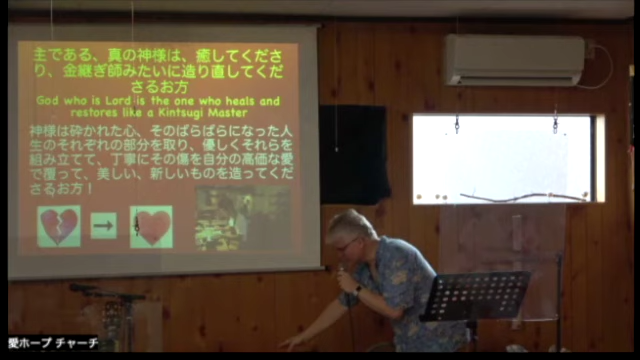 主である、真の神様は、癒してくださ
り、金継ぎ師みたいに造り直してくだ
さるお方
God who is Lord is the one who heals and
restores like a Kintsugi Master
神様は砕かれた心、そのばらばらになった人
生のそれぞれの部分を取り、優しくそれらを
組み立てて、丁寧にその傷を自分の高価な愛
で覆って、美しい、新しいものを造ってくだ
さるお方！
愛ホープ チャーチ